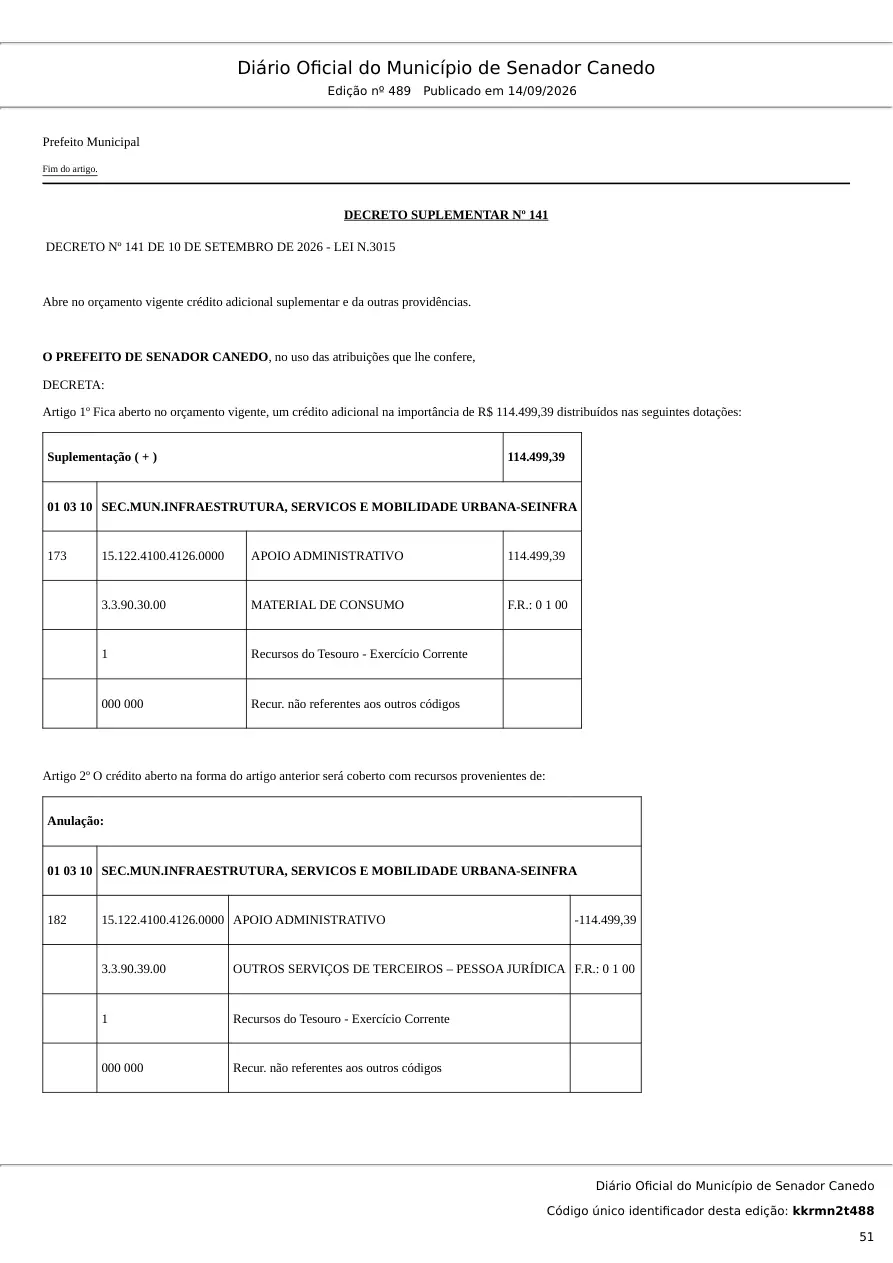 Diário Oficial do Município de Senador Canedo
Edição nº 489 Publicado em 14/09/2026
Prefeito Municipal
Fim do artigo.
DECRETO SUPLEMENTAR Nº 141
DECRETO Nº 141 DE 10 DE SETEMBRO DE 2026 - LEI N.3015
Abre no orçamento vigente crédito adicional suplementar e da outras providências.
O PREFEITO DE SENADOR CANEDO, no uso das atribuições que lhe confere,
DECRETA:
Artigo 1º Fica aberto no orçamento vigente, um crédito adicional na importância de R$ 114.499,39 distribuídos nas seguintes dotações:
Suplementação ( + ) 114.499,39
01 03 10 SEC.MUN.INFRAESTRUTURA, SERVICOS E MOBILIDADE URBANA-SEINFRA
173 15.122.4100.4126.0000 APOIO ADMINISTRATIVO 114.499,39
3.3.90.30.00 MATERIAL DE CONSUMO F.R.: 0 1 00
1 Recursos do Tesouro - Exercício Corrente
000 000 Recur. não referentes aos outros códigos
Artigo 2º O crédito aberto na forma do artigo anterior será coberto com recursos provenientes de:
Anulação:
01 03 10 SEC.MUN.INFRAESTRUTURA, SERVICOS E MOBILIDADE URBANA-SEINFRA
182 15.122.4100.4126.0000 APOIO ADMINISTRATIVO -114.499,39
3.3.90.39.00 OUTROS SERVIÇOS DE TERCEIROS – PESSOA JURÍDICA F.R.: 0 1 00
1 Recursos do Tesouro - Exercício Corrente
000 000 Recur. não referentes aos outros códigos
Diário Oficial do Município de Senador Canedo
Código único identificador desta edição: kkrmn2t488
51